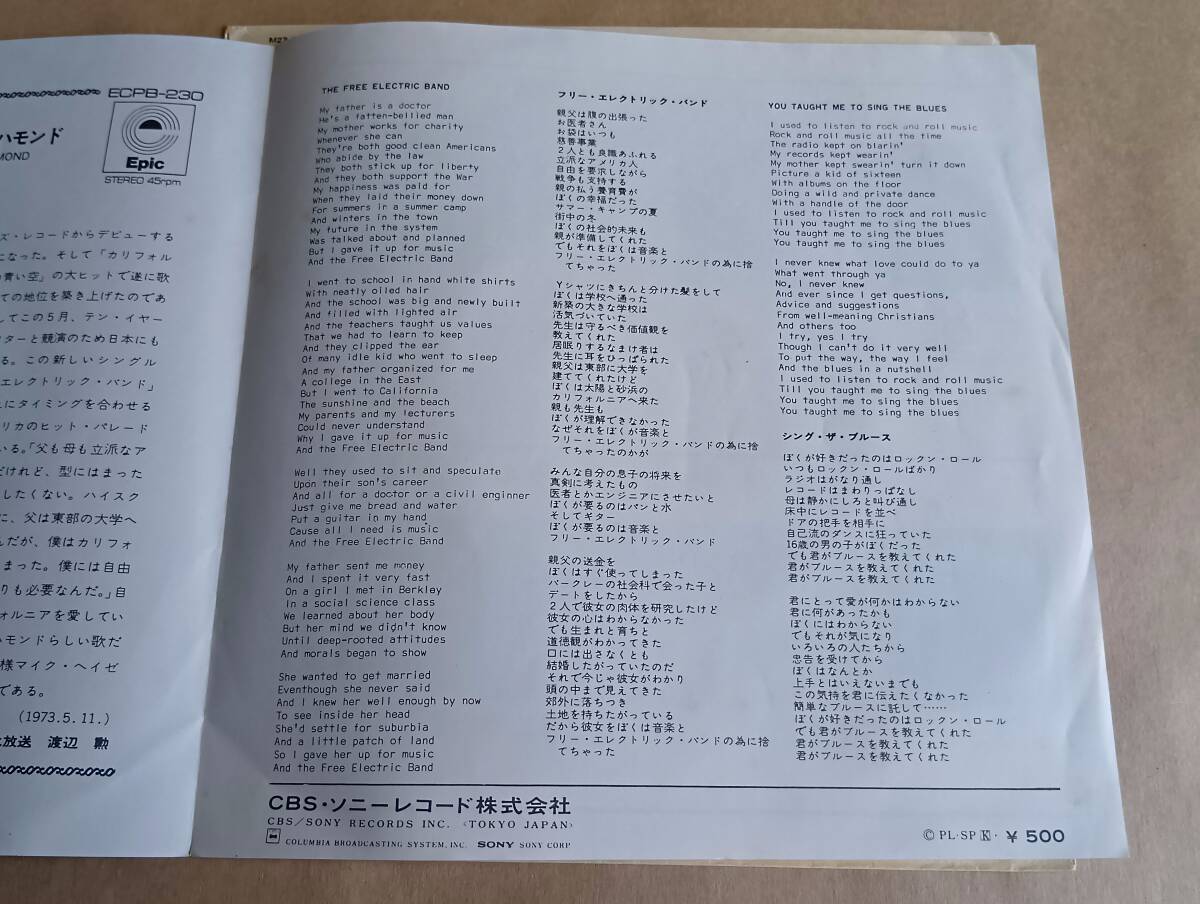 ECPB-230
Epic
STEREO 45rpm
ハモンド
MOND
ズ・レコードからデビューする
になった。そして「カリフォル
青い空』の大ヒットで遂に歌
ての地位を築き上げたのであ
してこの5月、テン・イヤー
ターと競演のため日本にも
る。この新しいシングル
エレクトリック・バンド」
にタイミングを合わせる
リカのヒット・パレード
いる。「父も母も立派なア
だけれど、型にはまった
したくない。ハイスク
に、父は東部の大学へ
んだが、僕はカリフォ
まった。僕には自由
りも必要なんだ。」自
ォルニアを愛してい
ハモンドらしい歌だ
様マイク・ヘイゼ
である。
(1973.5.11.)
放送 渡辺 勲
M27
THE FREE ELECTRIC BAND
My father is a doctor
He's a fatten-bellied man
My mother works for charity
Whenever she can
They're both good clean Americans
Who abide by the law
They both stick up for liberty
And they both support the War
My happiness was paid for
When they laid their money down
For summers in a summer camp
And winters in the town
My future in the system
Was talked about and planned
But I gave it up for music
And the Free Electric Band
I went to school in hand white shirts
With neatly oiled hair
And the school was big and newly built
And filled with lighted air
And the teachers taught us values
That we had to learn to keep
And they clipped the ear
Of many idle kid who went to sleep
And my father organized for me
A college in the East
But I went to California
The sunshine and the beach
My parents and my lecturers
Could never understand
Why I gave it up for music
And the Free Electric Band
Well they used to sit and speculate
Upon their son's career
And all for a doctor or a civil enginner
Just give me bread and water
Put a guitar in my hand
Cause all I need is music
And the Free Electric Band
My father sent me money
And I spent it very fast
On a girl I met in Berkley
In a social science class
We learned about her body
But her mind we didn't know
Until deep-rooted attitudes
And morals began to show
She wanted to get married
Eventhough she never said
And I knew her well enough by now
To see inside her head
She'd settle for suburbia
And a little patch of land
So I gave her up for music
And the Free Electric Band
フリー・エレクトリック・バンド
親父は腹の出張った
お医者さん
お袋はいつも
慈善事業
2人とも良識あふれる
立派なアメリカ人
自由を要求しながら
戦争も支持する
親の払う養育費が
ぼくの幸福だった
サマー・キャンプの夏
街中の冬
ぼくの社会的未来も
親が準備してくれた
でもそれをぼくは音楽と
フリー・エレクトリック・バンドの為に捨
てちゃった
Yシャツにきちんと分けた髪をして
ぼくは学校へ通った
新築の大きな学校は
活気づいていた
先生は守るべき価値観を
教えてくれた
居眠りするなまけ者は
先生に耳をひっぱられた
親父は東部に大学を
建ててくれたけど
ぼくは太陽と砂浜の
カリフォルニアへ来た
親も先生も
ぼくが理解できなかった
なぜそれをぼくが音楽と
フリー・エレクトリック・バンドの為に捨
てちゃったのかが
みんな自分の息子の将来を
真剣に考えたもの
医者とかエンジニアにさせたいと
ぼくが要るのはパンと水
そしてギター
ぼくが要るのは音楽と
フリー・エレクトリック・バンド
親父の送金を
ぼくはすぐ使ってしまった
バークレーの社会科で会った子と
デートをしたから
2人で彼女の肉体を研究したけど
彼女の心はわからなかった
でも生まれと育ちと
道徳観がわかってきた
口には出さなくとも
結婚したがっていたのだ
それで今じゃ彼女がわかり
頭の中まで見えてきた
郊外に落ちつき
土地を持ちたがっている
だから彼女をぼくは音楽と
フリー・エレクトリック・バンドの為に捨
てちゃった
YOU TAUGHT ME TO SING THE BLUES
I used to listen to rock and roll music
Rock and roll music all the time
The radio kept on blarin'
My records kept wearin'
My mother kept swearin' turn it down
Picture a kid of sixteen
With albums on the floor
Doing a wild and private dance
With a handle of the door
I used to listen to rock and roll music
Till you taught me to sing the blues
You taught me to sing the blues
You taught me to sing the blues
I never knew what love could do to ya
What went through ya
No, I never knew
And ever since I get questions,
Advice and suggestions
From well-meaning Christians
And others too
I try, yes I try
Though I can't do it very well
To put the way, the way I feel
And the blues in a nutshell
I used to listen to rock and roll music
Till you taught me to sing the blues
You taught me to sing the blues
You taught me to sing the blues
シング・ザ・ブルース
ぼくが好きだったのはロックン・ロール
いつもロックン・ロールばかり
ラジオはがなり通し
レコードはまわりっぱなし
母は静かにしろと叫び通し
床中にレコードを並べ
ドアの把手を相手に
自己流のダンスに狂っていた
16歳の男の子がぼくだった
でも君がブルースを教えてくれた
君がブルースを教えてくれた
君がブルースを教えてくれた
君にとって愛が何かはわからない
君に何があったかも
ぼくにはわからない
でもそれが気になり
いろいろの人たちから
忠告を受けてから
ぼくはなんとか
上手とはいえないまでも
この気持を君に伝えたくなかった
簡単なブルースに託して……
ぼくが好きだったのはロックン・ロール
でも君がブルースを教えてくれた
君がブルースを教えてくれた
君がブルースを教えてくれた
CBS・ソニーレコード株式会社
CBS/SONY RECORDS INC. 〈TOKYO JAPAN〉
COLUMBIA BROADCASTING SYSTEM, INC. SONY SONY CORP
Ⓒ PL・SP K・ ¥ 500